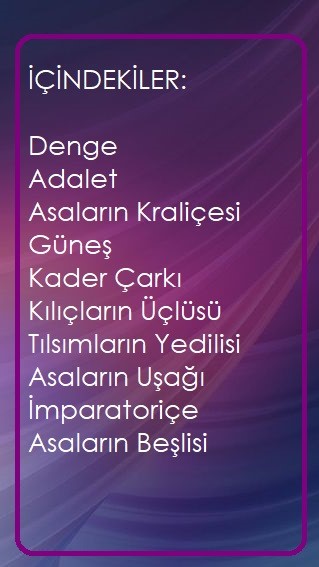 İÇİNDEKİLER:
Denge
Adalet
Asaların Kraliçesi
Güneş
Kader Çarkı
Kılıçların Üçlüsü
Tılsımların Yedilisi
Asaların Uşağı
İmparatoriçe
Asaların Beşlisi